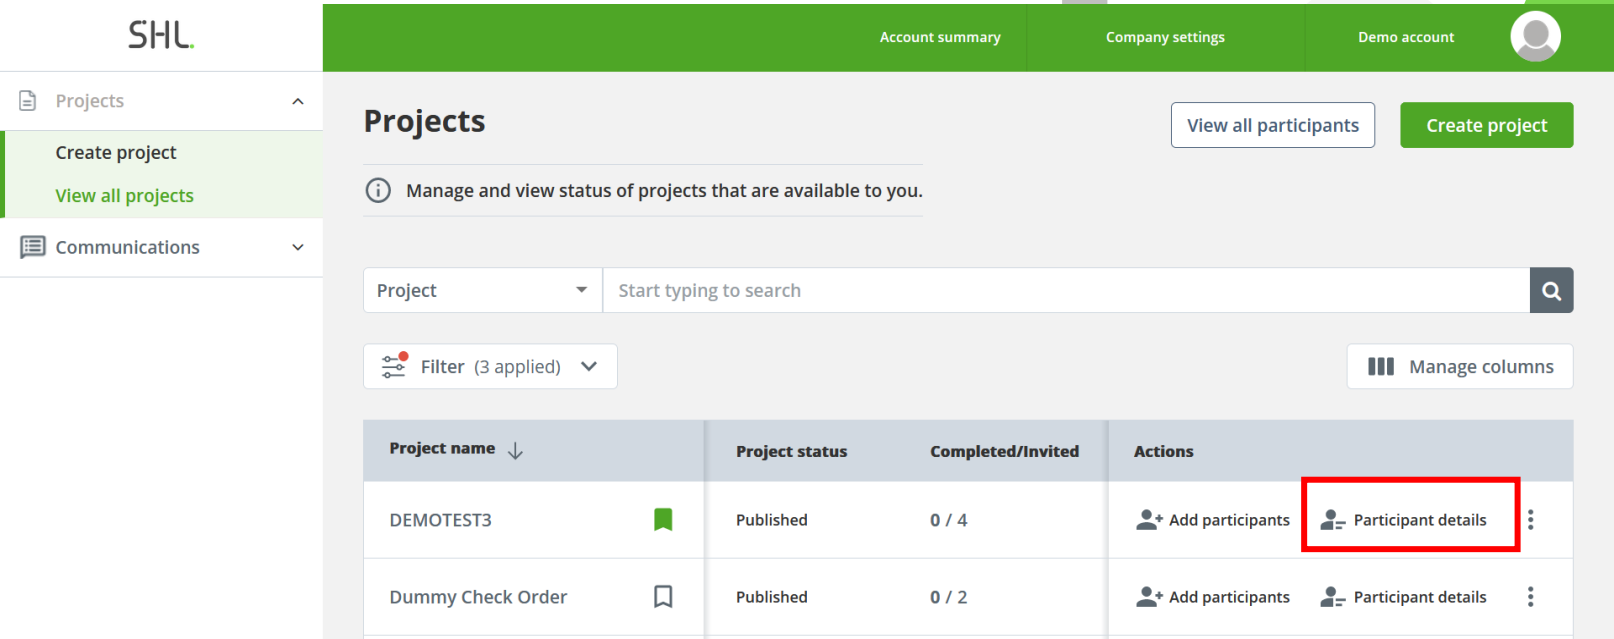 SHL.
Account summary
Company settings
Demo account
Projects
Create project
View all projects
Communications
Projects
View all participants
Create project
Manage and view status of projects that are available to you.
Project
Start typing to search
Filter (3 applied)
Manage columns
Project name
Project status
Completed/Invited
Actions
DEMOTEST3
Published
0 / 4
Add participants
Participant details
Dummy Check Order
Published
0 / 2
Add participants
Participant details